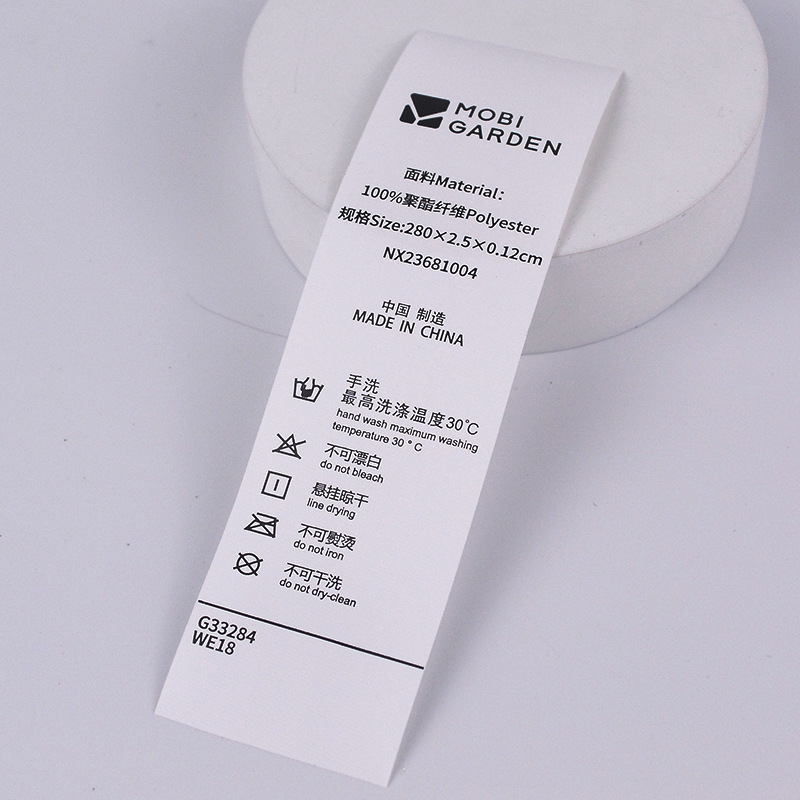 MOBI
GARDEN
面料Material:
100%聚酯纤维Polyester
规格Size:280×2.5×0.12cm
NX23681004
中国 制造
MADE IN CHINA
手洗
最高洗涤温度30℃
hand wash maximum washing
temperature 30 °C
不可漂白
do not bleach
悬挂晾干
line drying
不可熨烫
do not iron
不可干洗
do not dry-clean
G33284
WE18